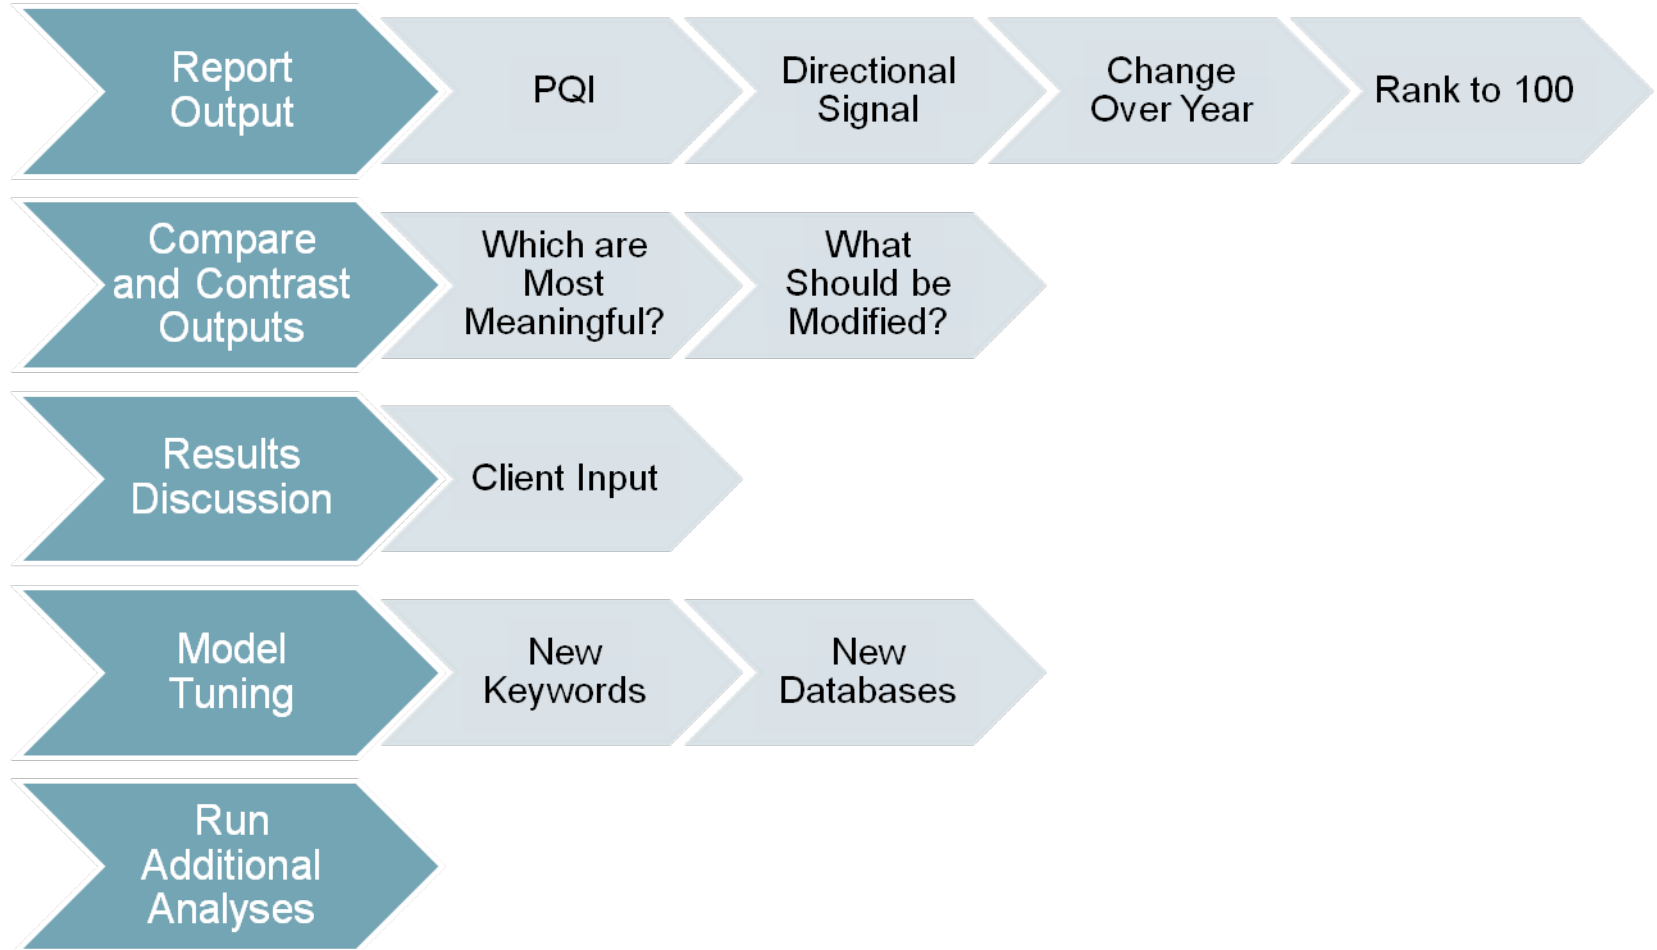 Report
Output
PQI
Directional
Signal
Change
Over Year
Rank to 100
Compare
and Contrast
Outputs
Which are
Most
Meaningful?
What
Should be
Modified?
Results
Discussion
Client Input
Model
Tuning
New
Keywords
New
Databases
Run
Additional
Analyses